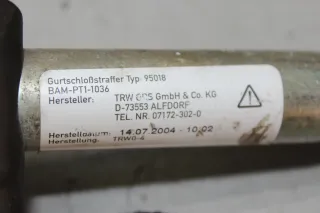 Gurtschloßstraffer Typ: 95018
BAM-PT1-1036
Hersteller: TRW GmbH & Co. KG
D-73553 ALFDORF
TEL. NR. 07172-302-0
Herstelldatum: 14.07.2004 - 10.02
Herstellung: